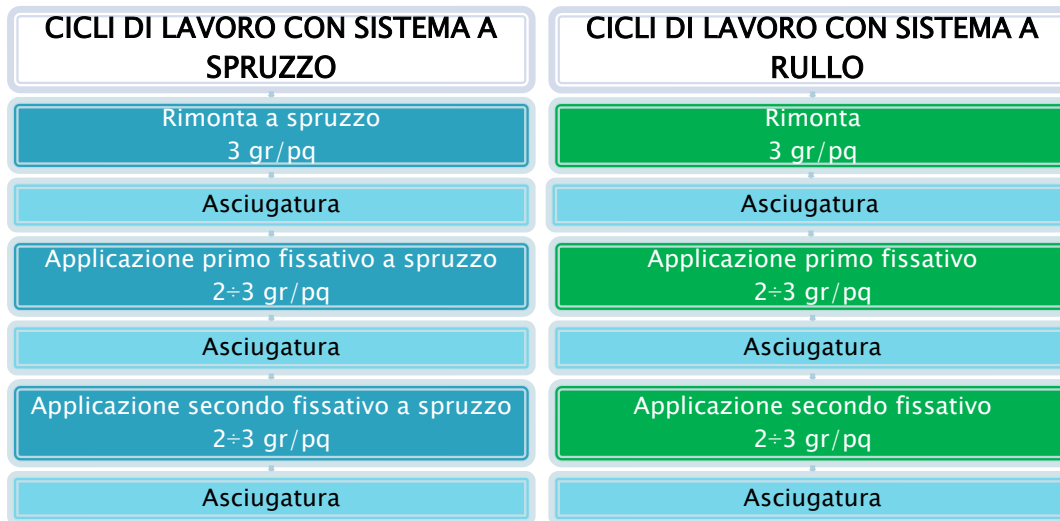 CICLI DI LAVORO CON SISTEMA A
SPRUZZO
Rimonta a spruzzo
3 gr/pq
Asciugatura
Applicazione primo fissativo a spruzzo
2÷3 gr/pq
Asciugatura
Applicazione secondo fissativo a spruzzo
2÷3 gr/pq
Asciugatura
CICLI DI LAVORO CON SISTEMA A
RULLO
Rimonta
3 gr/pq
Asciugatura
Applicazione primo fissativo
2÷3 gr/pq
Asciugatura
Applicazione secondo fissativo
2÷3 gr/pq
Asciugatura